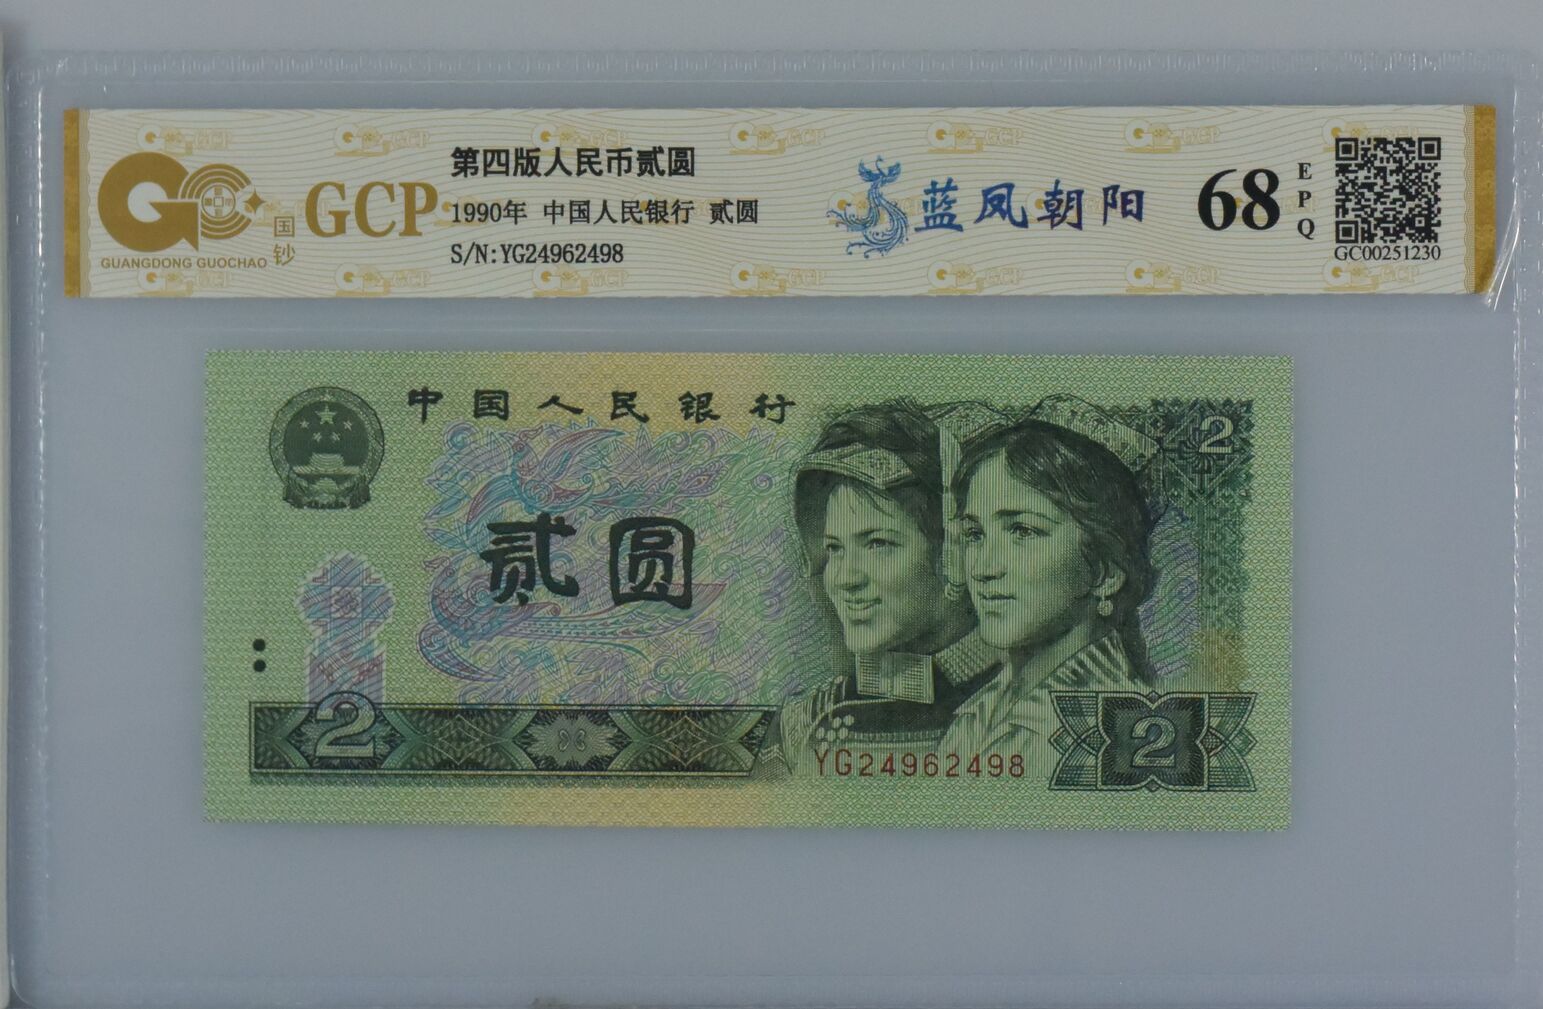 GCP
国钞
GUANGDONG GUOCHAO
第四版人民币贰圆
1990年 中国人民银行 贰圆
S/N:YG24962498
蓝凤朝阳
68
EPQ
GC00251230
中国人民银行
2
贰圆
2
2
YG24962498